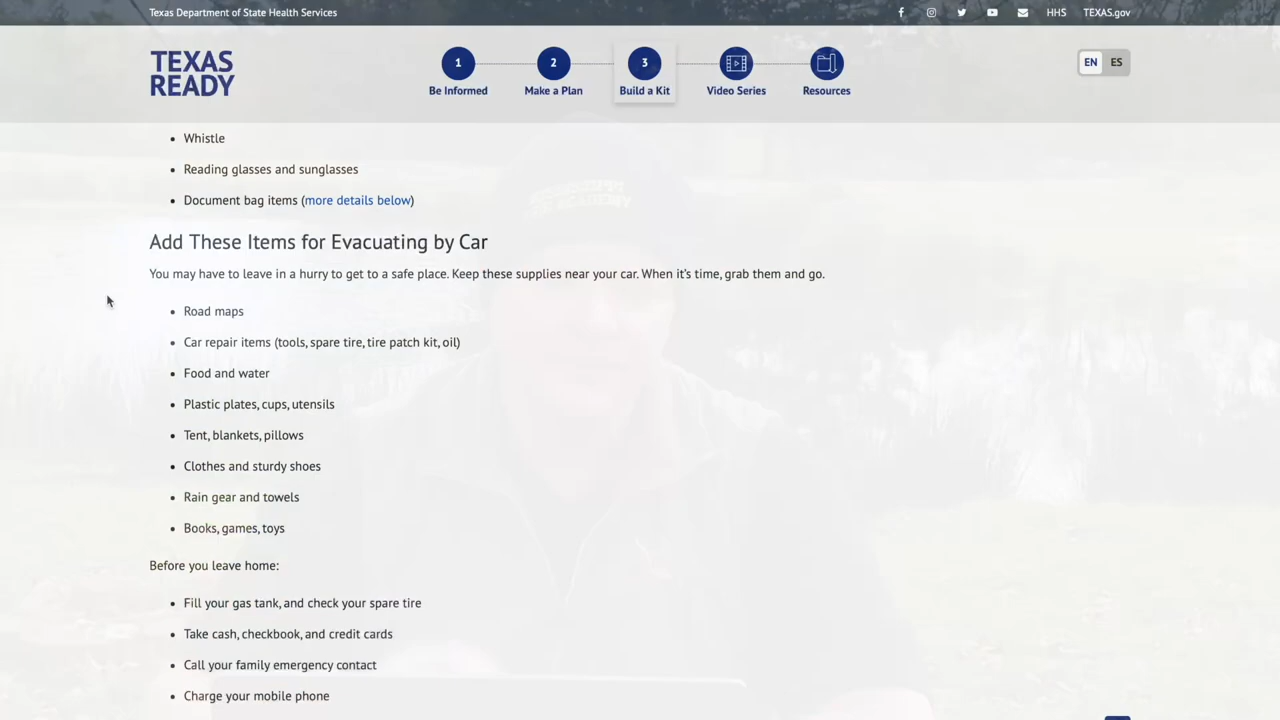 Texas Department of State Health Services
HHS
TEXAS.gov
TEXAS
READY
1
2
3
Be Informed
Make a Plan
Build a Kit
Video Series
Resources
EN
ES
Whistle
Reading glasses and sunglasses
Document bag items (more details below)
Add These Items for Evacuating by Car
You may have to leave in a hurry to get to a safe place. Keep these supplies near your car. When it's time, grab them and go.
Road maps
Car repair items (tools, spare tire, tire patch kit, oil)
Food and water
Plastic plates, cups, utensils
Tent, blankets, pillows
Clothes and sturdy shoes
Rain gear and towels
Books, games, toys
Before you leave home:
Fill your gas tank, and check your spare tire
Take cash, checkbook, and credit cards
Call your family emergency contact
Charge your mobile phone